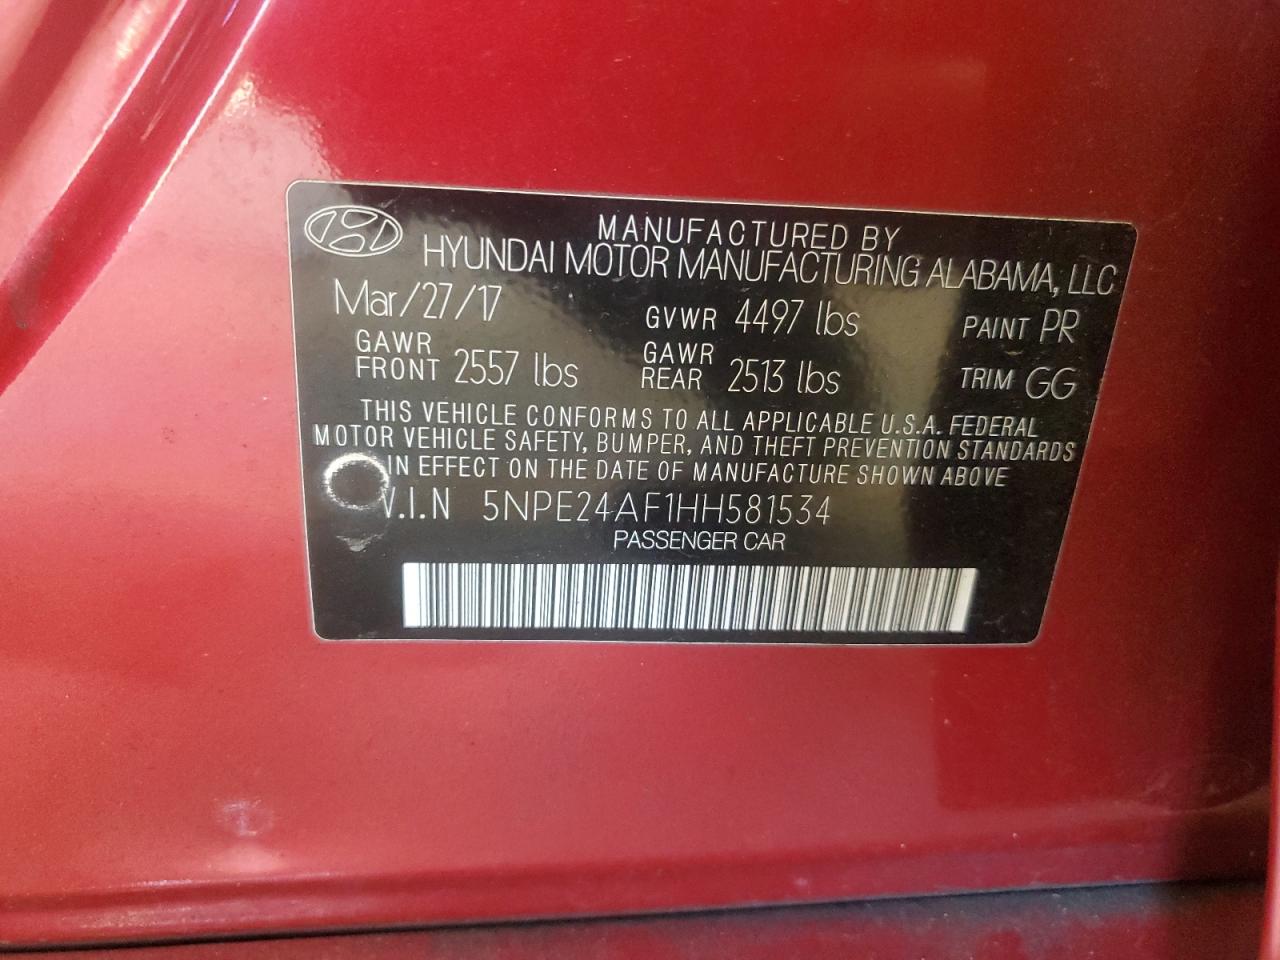 MANUFACTURED BY
HYUNDAI MOTOR MANUFACTURING ALABAMA, LLC
Mar/27/17 GVWR 4497 lbs PAINT PR
GAWR FRONT 2557 lbs GAWR REAR 2513 lbs TRIM GG
THIS VEHICLE CONFORMS TO ALL APPLICABLE U.S.A. FEDERAL
MOTOR VEHICLE SAFETY, BUMPER, AND THEFT PREVENTION STANDARDS
IN EFFECT ON THE DATE OF MANUFACTURE SHOWN ABOVE
V.I.N 5NPE24AF1HH581534
PASSENGER CAR